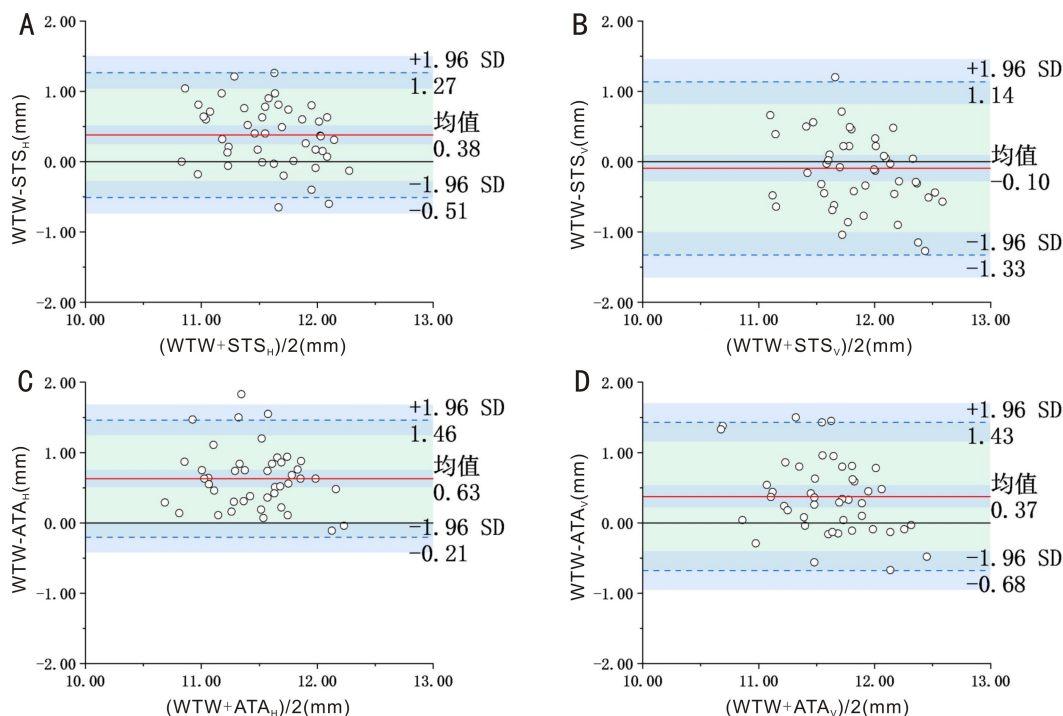 A
WTW-STSH(mm)
2.00
1.00
0.00
-1.00
-2.00
10.00
11.00
12.00
13.00
(WTW+STSH)/2(mm)
+1.96 SD
1.27
均值
0.38
-1.96 SD
-0.51
B
WTW-STSV(mm)
2.00
1.00
0.00
-1.00
-2.00
10.00
11.00
12.00
13.00
(WTW+STSV)/2(mm)
+1.96 SD
1.14
均值
-0.10
-1.96 SD
-1.33
C
WTW-ATAH(mm)
2.00
1.00
0.00
-1.00
-2.00
10.00
11.00
12.00
13.00
(WTW+ATAH)/2(mm)
+1.96 SD
1.46
均值
0.63
-1.96 SD
-0.21
D
WTW-ATAV(mm)
2.00
1.00
0.00
-1.00
-2.00
10.00
11.00
12.00
13.00
(WTW+ATAV)/2(mm)
+1.96 SD
1.43
均值
0.37
-1.96 SD
-0.68